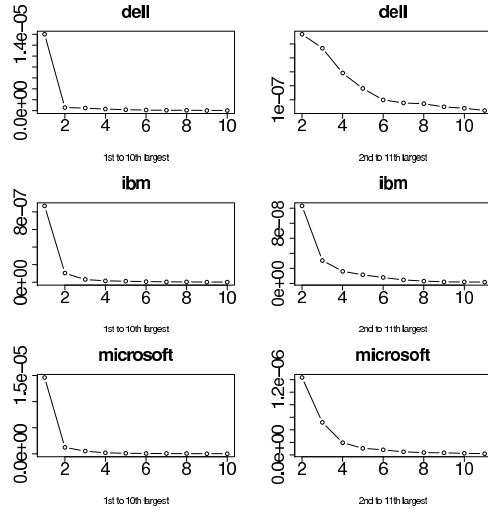 dell
0.0e+00 1.4e-05
2 4 6 8 10
1st to 10th largest
dell
1e-07
2 4 6 8 10
2nd to 11th largest
ibm
0e+00 8e-07
2 4 6 8 10
1st to 10th largest
ibm
0e+00 8e-08
2 4 6 8 10
2nd to 11th largest
microsoft
0.0e+00 1.5e-05
2 4 6 8 10
1st to 10th largest
microsoft
0.0e+00 1.2e-06
2 4 6 8 10
2nd to 11th largest